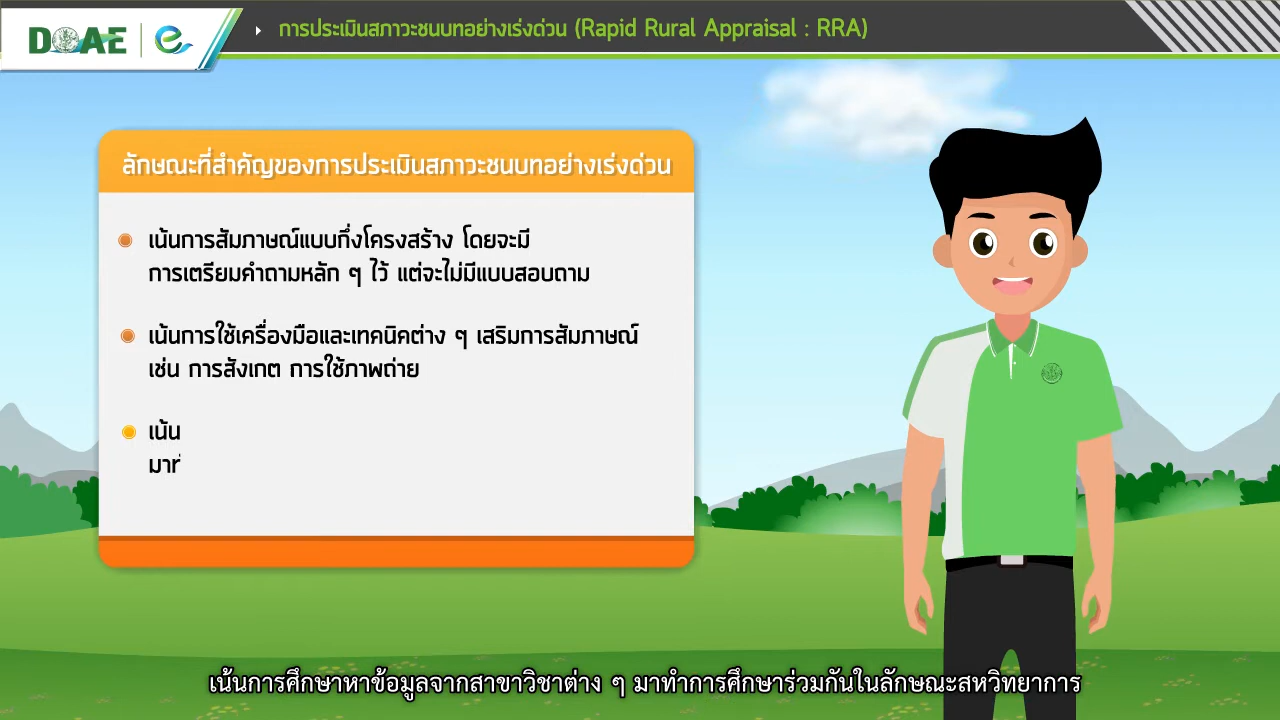 DOAE
การประเมินสภาวะชนบทอย่างเร่งด่วน (Rapid Rural Appraisal : RRA)
ลักษณะที่สำคัญของการประเมินสภาวะชนบทอย่างเร่งด่วน
เน้นการสัมภาษณ์แบบกึ่งโครงสร้าง โดยจะมี
การเตรียมคำถามหลัก ๆ ไว้ แต่จะไม่มีแบบสอบถาม
เน้นการใช้เครื่องมือและเทคนิคต่าง ๆ เสริมการสัมภาษณ์
เช่น การสังเกต การใช้ภาพถ่าย
เน้น
เน้นการศึกษาหาข้อมูลจากสาขาวิชาต่าง ๆ มาทำการศึกษาร่วมกันในลักษณะสหวิทยาการ